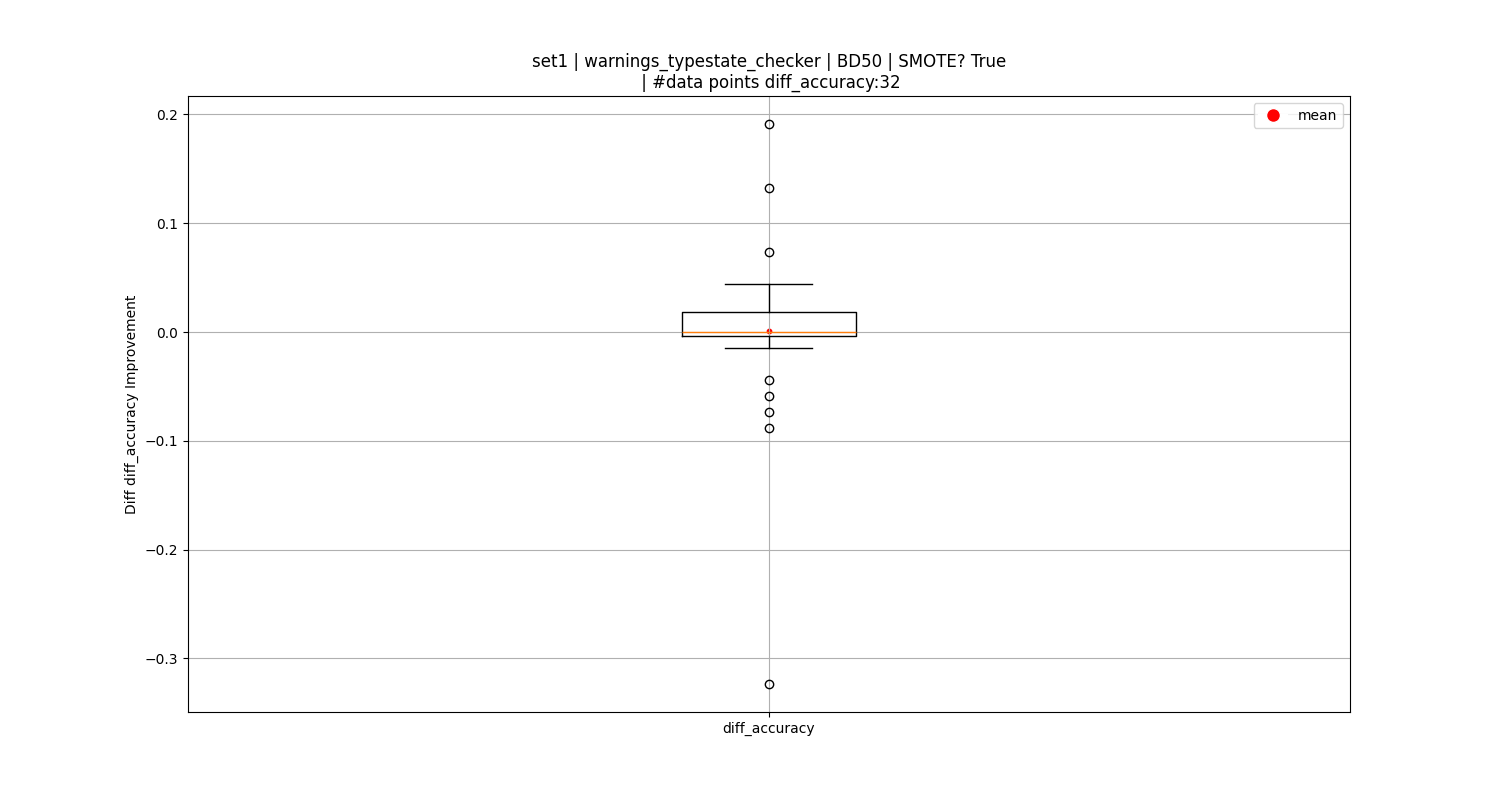 set1 | warnings_typestate_checker | BD50 | SMOTE? True
| #data points diff_accuracy:32
mean
0.2
0.1
0.0
−0.1
−0.2
−0.3
Diff diff_accuracy Improvement
diff_accuracy